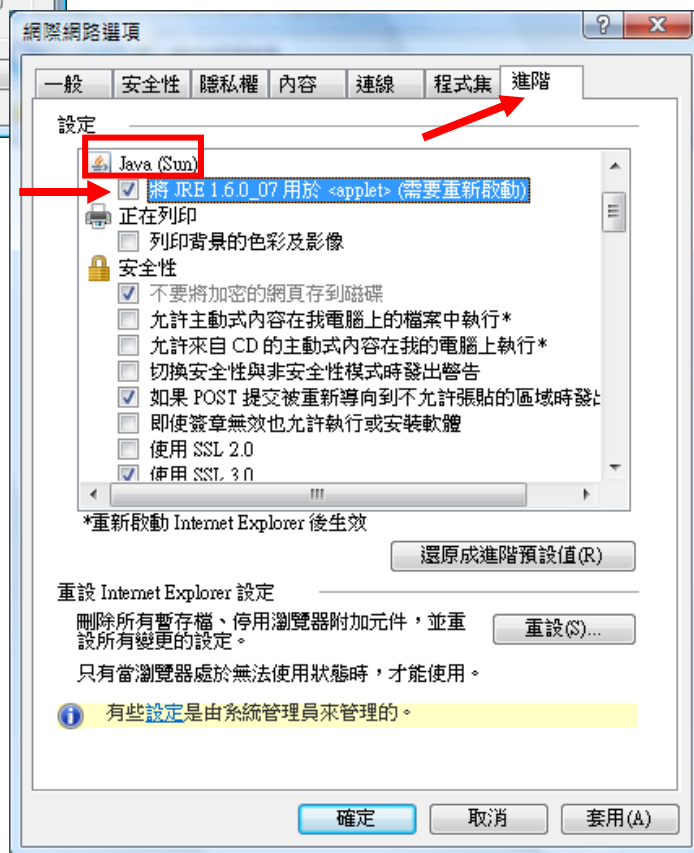 網際網路選項
一般 安全性 隱私權 內容 連線 程式集 進階
設定
Java (Sun)
將 JRE 1.6.0_07 用於 <applet> (需要重新啟動)
正在列印
列印背景的色彩及影像
安全性
不要將加密的網頁存到磁碟
允許主動式內容在我電腦上的檔案中執行*
允許來自 CD 的主動式內容在我的電腦上執行*
切換安全性與非安全性模式時發出警告
如果 POST 提交被重新導向到不允許張貼的區域時發出
即使簽章無效也允許執行或安裝軟體
使用 SSL 2.0
使用 SSL 3.0
*重新啟動 Internet Explorer 後生效
還原成進階預設值(R)
重設 Internet Explorer 設定
刪除所有暫存檔、停用瀏覽器附加元件，並重
設所有變更的設定。
重設(S)...
只有當瀏覽器處於無法使用狀態時，才能使用。
有些設定是由系統管理員來管理的。
確定 取消 套用(A)